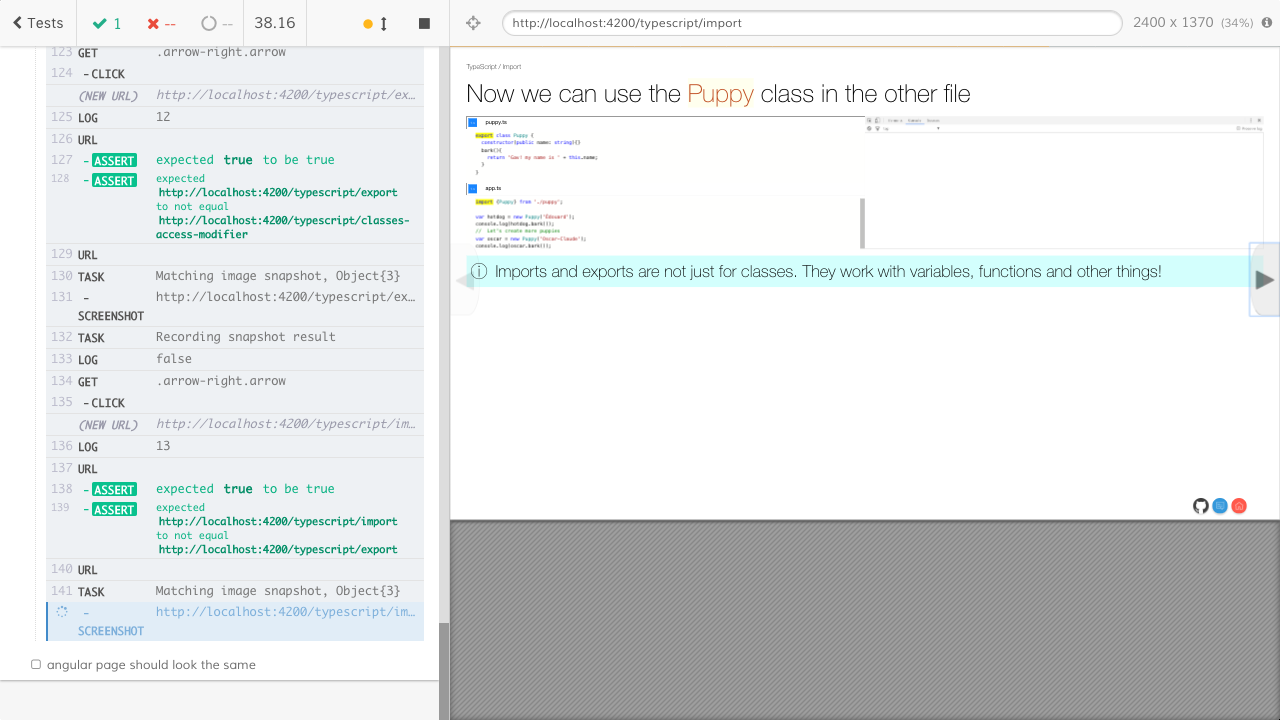 Tests
1
--
--
38.16
http://localhost:4200/typescript/import
2400 x 1370 (34%)
123 GET .arrow-right.arrow
124 - CLICK
(NEW URL) http://localhost:4200/typescript/ex…
125 LOG 12
126 URL
127 - ASSERT expected true to be true
128 - ASSERT expected
http://localhost:4200/typescript/export
to not equal
http://localhost:4200/typescript/classes-
access-modifiers
129 URL
130 TASK Matching image snapshot, Object{3}
131 - http://localhost:4200/typescript/ex…
SCREENSHOT
132 TASK Recording snapshot result
133 LOG false
134 GET .arrow-right.arrow
135 - CLICK
(NEW URL) http://localhost:4200/typescript/im…
136 LOG 13
137 URL
138 - ASSERT expected true to be true
139 - ASSERT expected
http://localhost:4200/typescript/import
to not equal
http://localhost:4200/typescript/export
140 URL
141 TASK Matching image snapshot, Object{3}
- http://localhost:4200/typescript/im…
SCREENSHOT
angular page should look the same
TypeScript / Import
Now we can use the Puppy class in the other file
puppy.ts
export class Puppy {
constructor(public name: string){}
bark(){
return "Gaw! my name is " + this.name;
}
}
app.ts
import {Puppy} from './puppy';
var hotdog = new Puppy('Edouard');
console.log(hotdog.bark());
// Let's create more puppies
var oscar = new Puppy('Oscar-Claude');
console.log(oscar.bark());
Imports and exports are not just for classes. They work with variables, functions and other things!